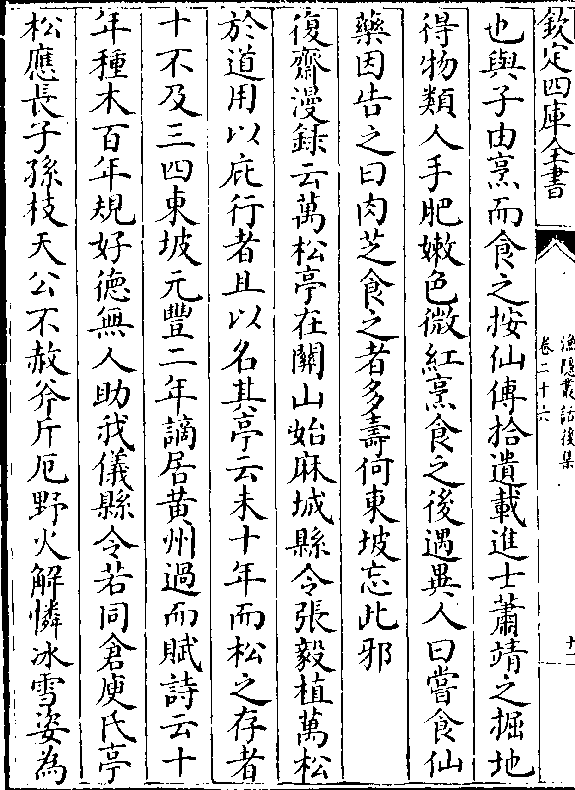 欽定四庫全書
漁隱叢話後集
卷二十六
十二
也與子由烹而食之按仙傳拾遺載進士蕭靖之掘地
得物類人手肥嫩色微紅烹食之後遇異人曰嘗食仙
藥因告之曰肉芝食之者多壽何東坡忘此邪
復齋漫録云萬松亭在關山始麻城縣令張毅植萬松
於道用以庇行者且以名其亭云未十年而松之存者
十不及三四東坡元豐二年謫居黄州過而賦詩云十
年種木百年規好德無人助我儀縣令若同倉庾氏亭
松應長子孫枝天公不赦斧斤厄野火解憐冰雪姿為